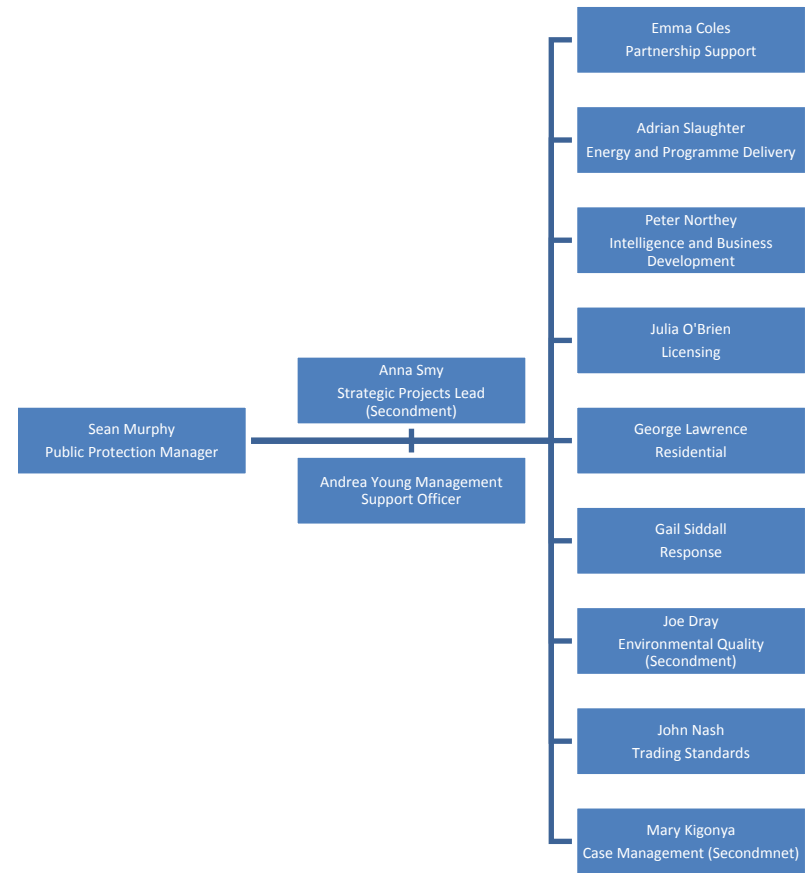 Emma Coles
Partnership Support
Adrian Slaughter
Energy and Programme Delivery
Peter Northey
Intelligence and Business
Development
Julia O'Brien
Licensing
Anna Smy
Strategic Projects Lead
(Secondment)
Sean Murphy
Public Protection Manager
George Lawrence
Residential
Andrea Young Management
Support Officer
Gail Siddall
Response
Joe Dray
Environmental Quality
(Secondment)
John Nash
Trading Standards
Mary Kigonya
Case Management (Secondmnet)